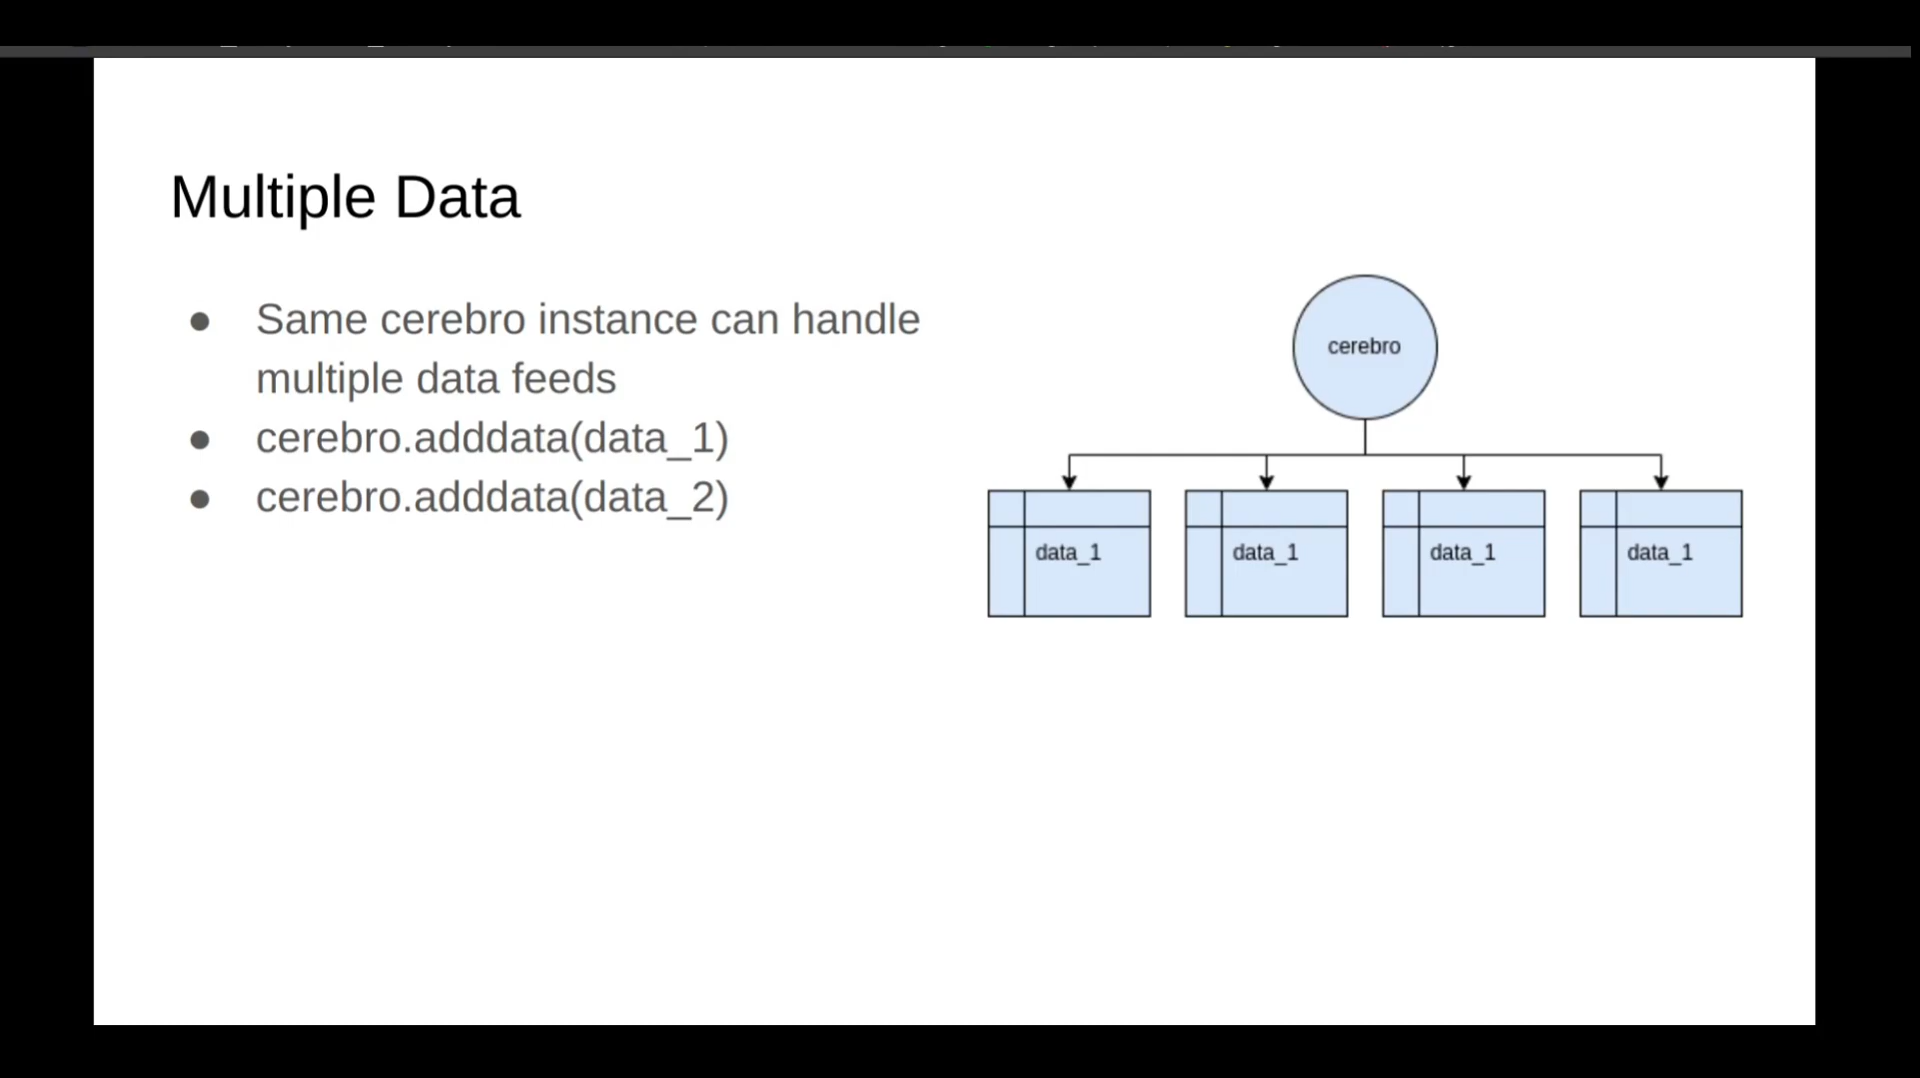 Multiple Data
● Same cerebro instance can handle
multiple data feeds
● cerebro.adddata(data_1)
● cerebro.adddata(data_2)
cerebro
data_1 data_1 data_1 data_1